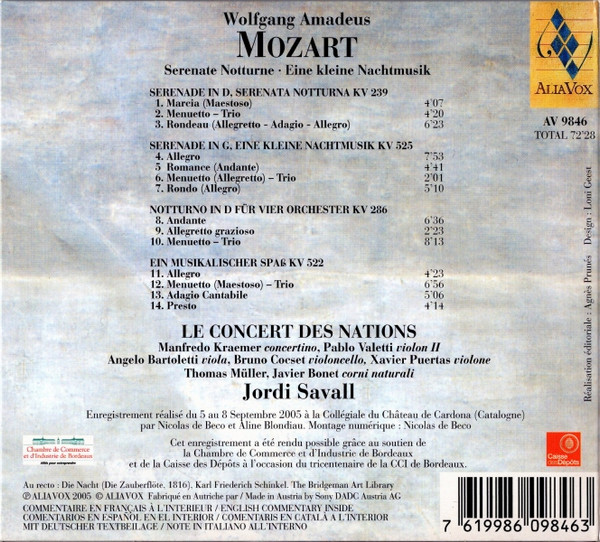 Wolfgang Amadeus
MOZART
Serenate Notturne · Eine kleine Nachtmusik
ALIAVOX
AV 9846
TOTAL 72'28
SERENADE IN D, SERENATA NOTTURNA KV 239
1. Marcia (Maestoso) 4'07
2. Menuetto – Trio 4'20
3. Rondeau (Allegretto – Adagio – Allegro) 6'23
SERENADE IN G, EINE KLEINE NACHTMUSIK KV 525
4. Allegro 7'53
5 Romance (Andante) 4'41
6. Menuetto (Allegretto) – Trio 2'01
7. Rondo (Allegro) 5'10
NOTTURNO IN D FÜR VIER ORCHESTER KV 286
8. Andante 6'36
9. Allegretto grazioso 2'23
10. Menuetto – Trio 8'13
EIN MUSIKALISCHER SPAß KV 522
11. Allegro 4'23
12. Menuetto (Maestoso) – Trio 6'56
13. Adagio Cantabile 5'06
14. Presto 4'14
LE CONCERT DES NATIONS
Manfredo Kraemer concertino, Pablo Valetti violon II
Angelo Bartoletti viola, Bruno Cocset violoncello, Xavier Puertas violone
Thomas Müller, Javier Bonet corni naturali
Jordi Savall
Enregistrement réalisé du 5 au 8 Septembre 2005 à la Collégiale du Château de Cardona (Catalogne)
par Nicolas de Beco et Aline Blondiau. Montage numérique : Nicolas de Beco
Cet enregistrement a été rendu possible grâce au soutien de
la Chambre de Commerce et d'Industrie de Bordeaux
et de la Caisse des Dépôts à l'occasion du tricentenaire de la CCI de Bordeaux.
Chambre de Commerce
et d'Industrie de Bordeaux
utile pour entreprendre
Caisse
desDépôts
Au recto : Die Nacht (Die Zauberflöte, 1816). Karl Friederich Schinkel. The Bridgeman Art Library
℗ ALIAVOX 2005 © ALIAVOX Fabriqué en Autriche par / Made in Austria by Sony DADC Austria AG
COMMENTAIRE EN FRANÇAIS À L'INTERIEUR / ENGLISH COMMENTARY INSIDE
COMENTARIOS EN ESPAÑOL EN EL INTERIOR / COMENTARIS EN CATALÀ A L'INTERIOR
MIT DEUTSCHER TEXTBEILAGE / NOTE IN ITALIANO ALL'INTERNO
7 619986 098463
Réalisation éditoriale : Agnès Prunés Design : Loni Geest